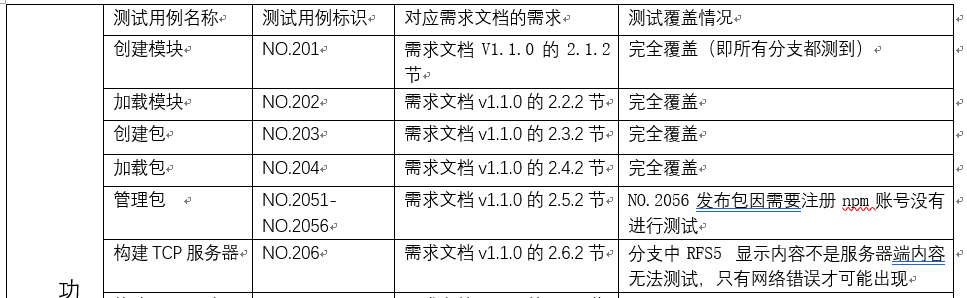 测试用例名称 测试用例标识 对应需求文档的需求 测试覆盖情况
创建模块 NO.201 需求文档 V1.1.0 的 2.1.2 完全覆盖（即所有分支都测到）
节
加载模块 NO.202 需求文档 v1.1.0 的 2.2.2 节 完全覆盖
创建包 NO.203 需求文档 v1.1.0 的 2.3.2 节 完全覆盖
加载包 NO.204 需求文档 v1.1.0 的 2.4.2 节 完全覆盖
管理包 NO.2051- 需求文档 v1.1.0 的 2.5.2 节 NO.2056 发布包因需要注册 npm 账号没有
NO.2056 进行测试
构建 TCP 服务器 NO.206 需求文档 v1.1.0 的 2.6.2 节 分支中 RFS5 显示内容不是服务器端内容
无法测试，只有网络错误才可能出现
功